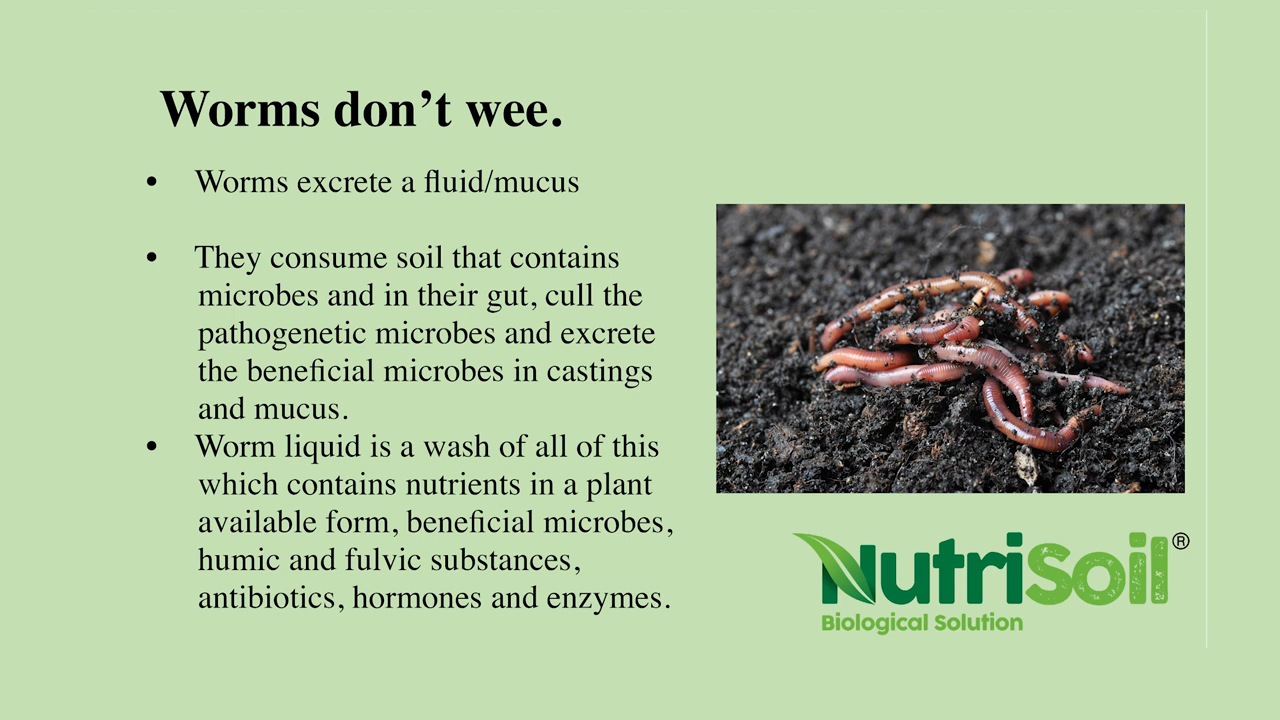 Worms don’t wee.
• Worms excrete a fluid/mucus
• They consume soil that contains
microbes and in their gut, cull the
pathogenetic microbes and excrete
the beneficial microbes in castings
and mucus.
• Worm liquid is a wash of all of this
which contains nutrients in a plant
available form, beneficial microbes,
humic and fulvic substances,
antibiotics, hormones and enzymes.
NutriSoil®
Biological Solution